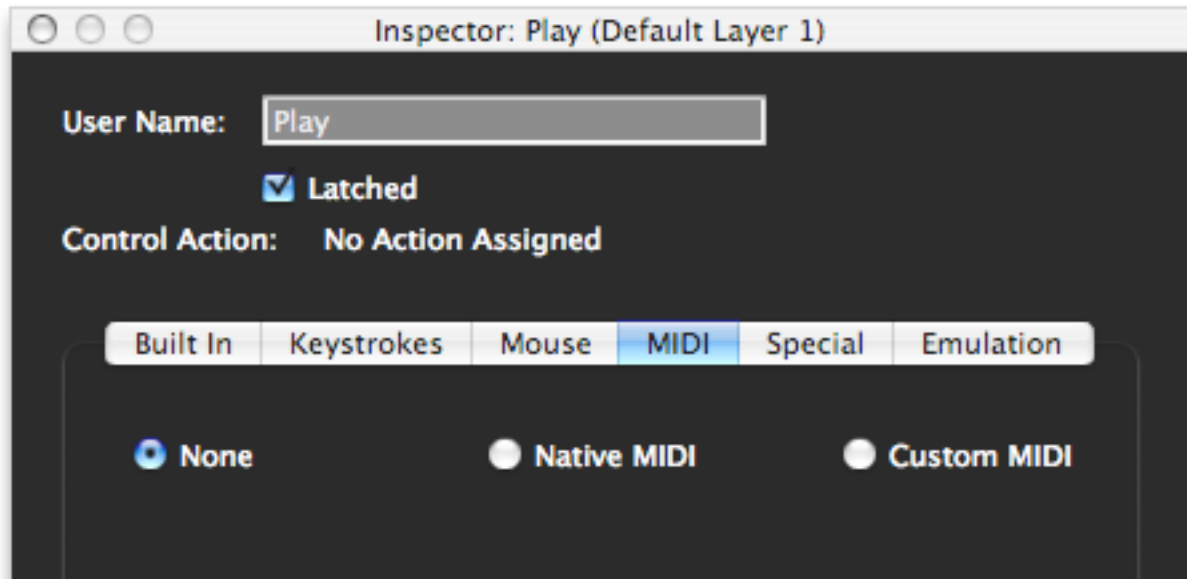 Inspector: Play (Default Layer 1)
User Name: Play
Latched
Control Action: No Action Assigned
Built In Keystrokes Mouse MIDI Special Emulation
None Native MIDI Custom MIDI